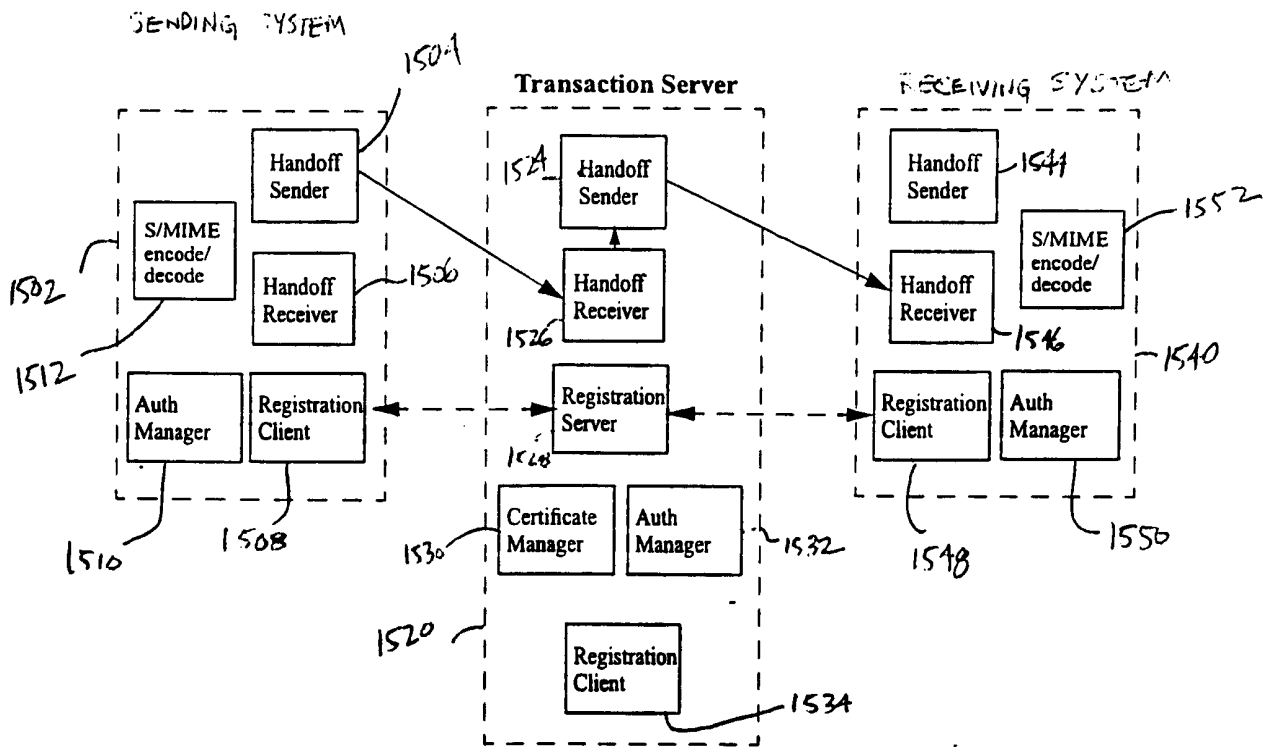 SENDING SYSTEM
1504
Transaction Server
RECEIVING SYSTEM
Handoff
Sender
1524
Handoff
Sender
Handoff
Sender
1544
1552
S/MIME
encode/
decode
1502
Handoff
Receiver
1506
Handoff
Receiver
1526
Handoff
Receiver
1546
S/MIME
encode/
decode
1540
1512
Auth
Manager
Registration
Client
Registration
Server
1528
Registration
Client
Auth
Manager
1510
1508
1548
1550
1530
Certificate
Manager
Auth
Manager
1532
1520
Registration
Client
1534